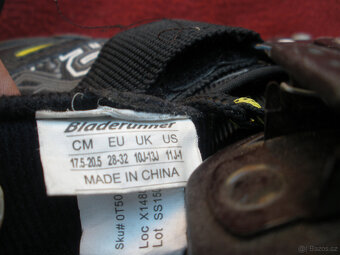 Bladerunner
CM EU UK US
17.5-20.5 28-32 10J-13J 11J-1
MADE IN CHINA
Sku# 0T50
Loc X148
Lot SS15